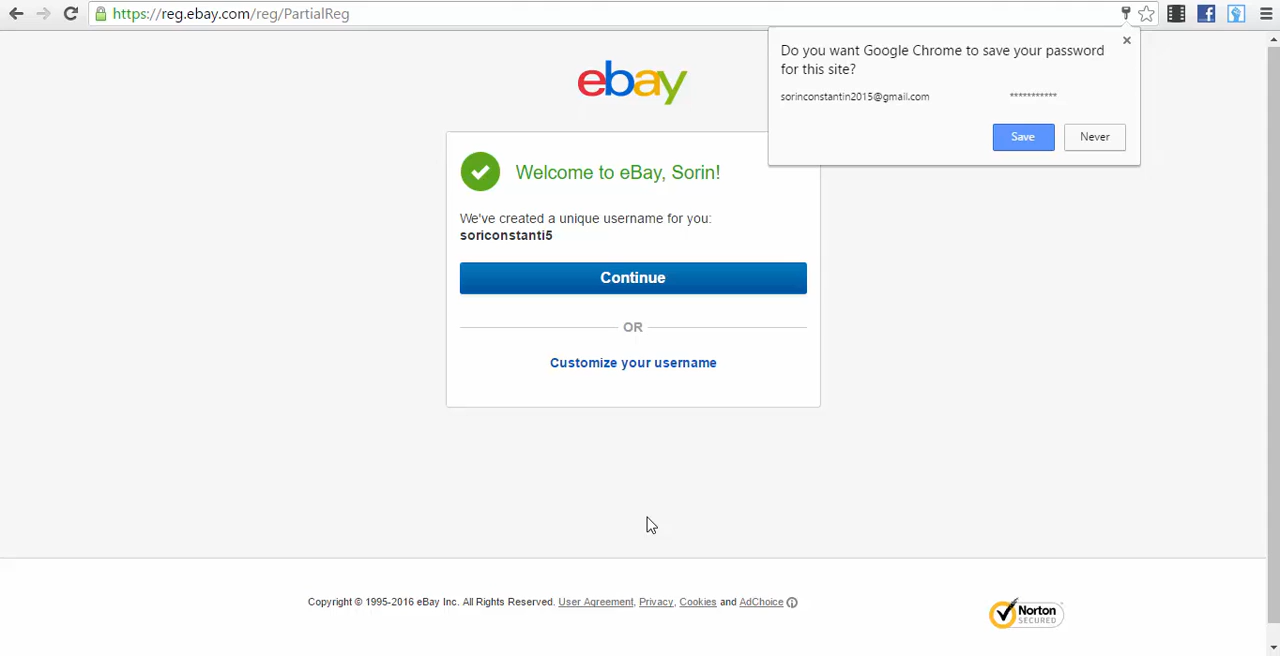 https://reg.ebay.com/reg/PartialReg
Do you want Google Chrome to save your password
for this site?
sorinconstantin2015@gmail.com ***********
Save Never
ebay
Welcome to eBay, Sorin!
We've created a unique username for you:
soriconstanti5
Continue
OR
Customize your username
Copyright © 1995-2016 eBay Inc. All Rights Reserved. User Agreement, Privacy, Cookies and AdChoice
Norton
SECURED